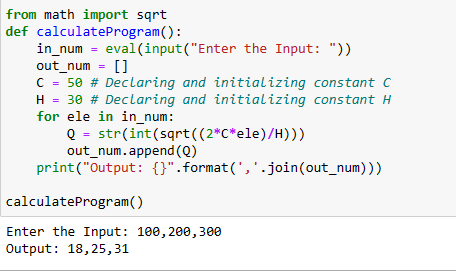 from math import sqrt
def calculateProgram():
    in_num = eval(input("Enter the Input: "))
    out_num = []
    C = 50 # Declaring and initializing constant C
    H = 30 # Declaring and initializing constant H
    for ele in in_num:
        Q = str(int(sqrt((2*C*ele)/H)))
        out_num.append(Q)
    print("Output: {}".format(','.join(out_num)))
calculateProgram()
Enter the Input: 100,200,300
Output: 18,25,31